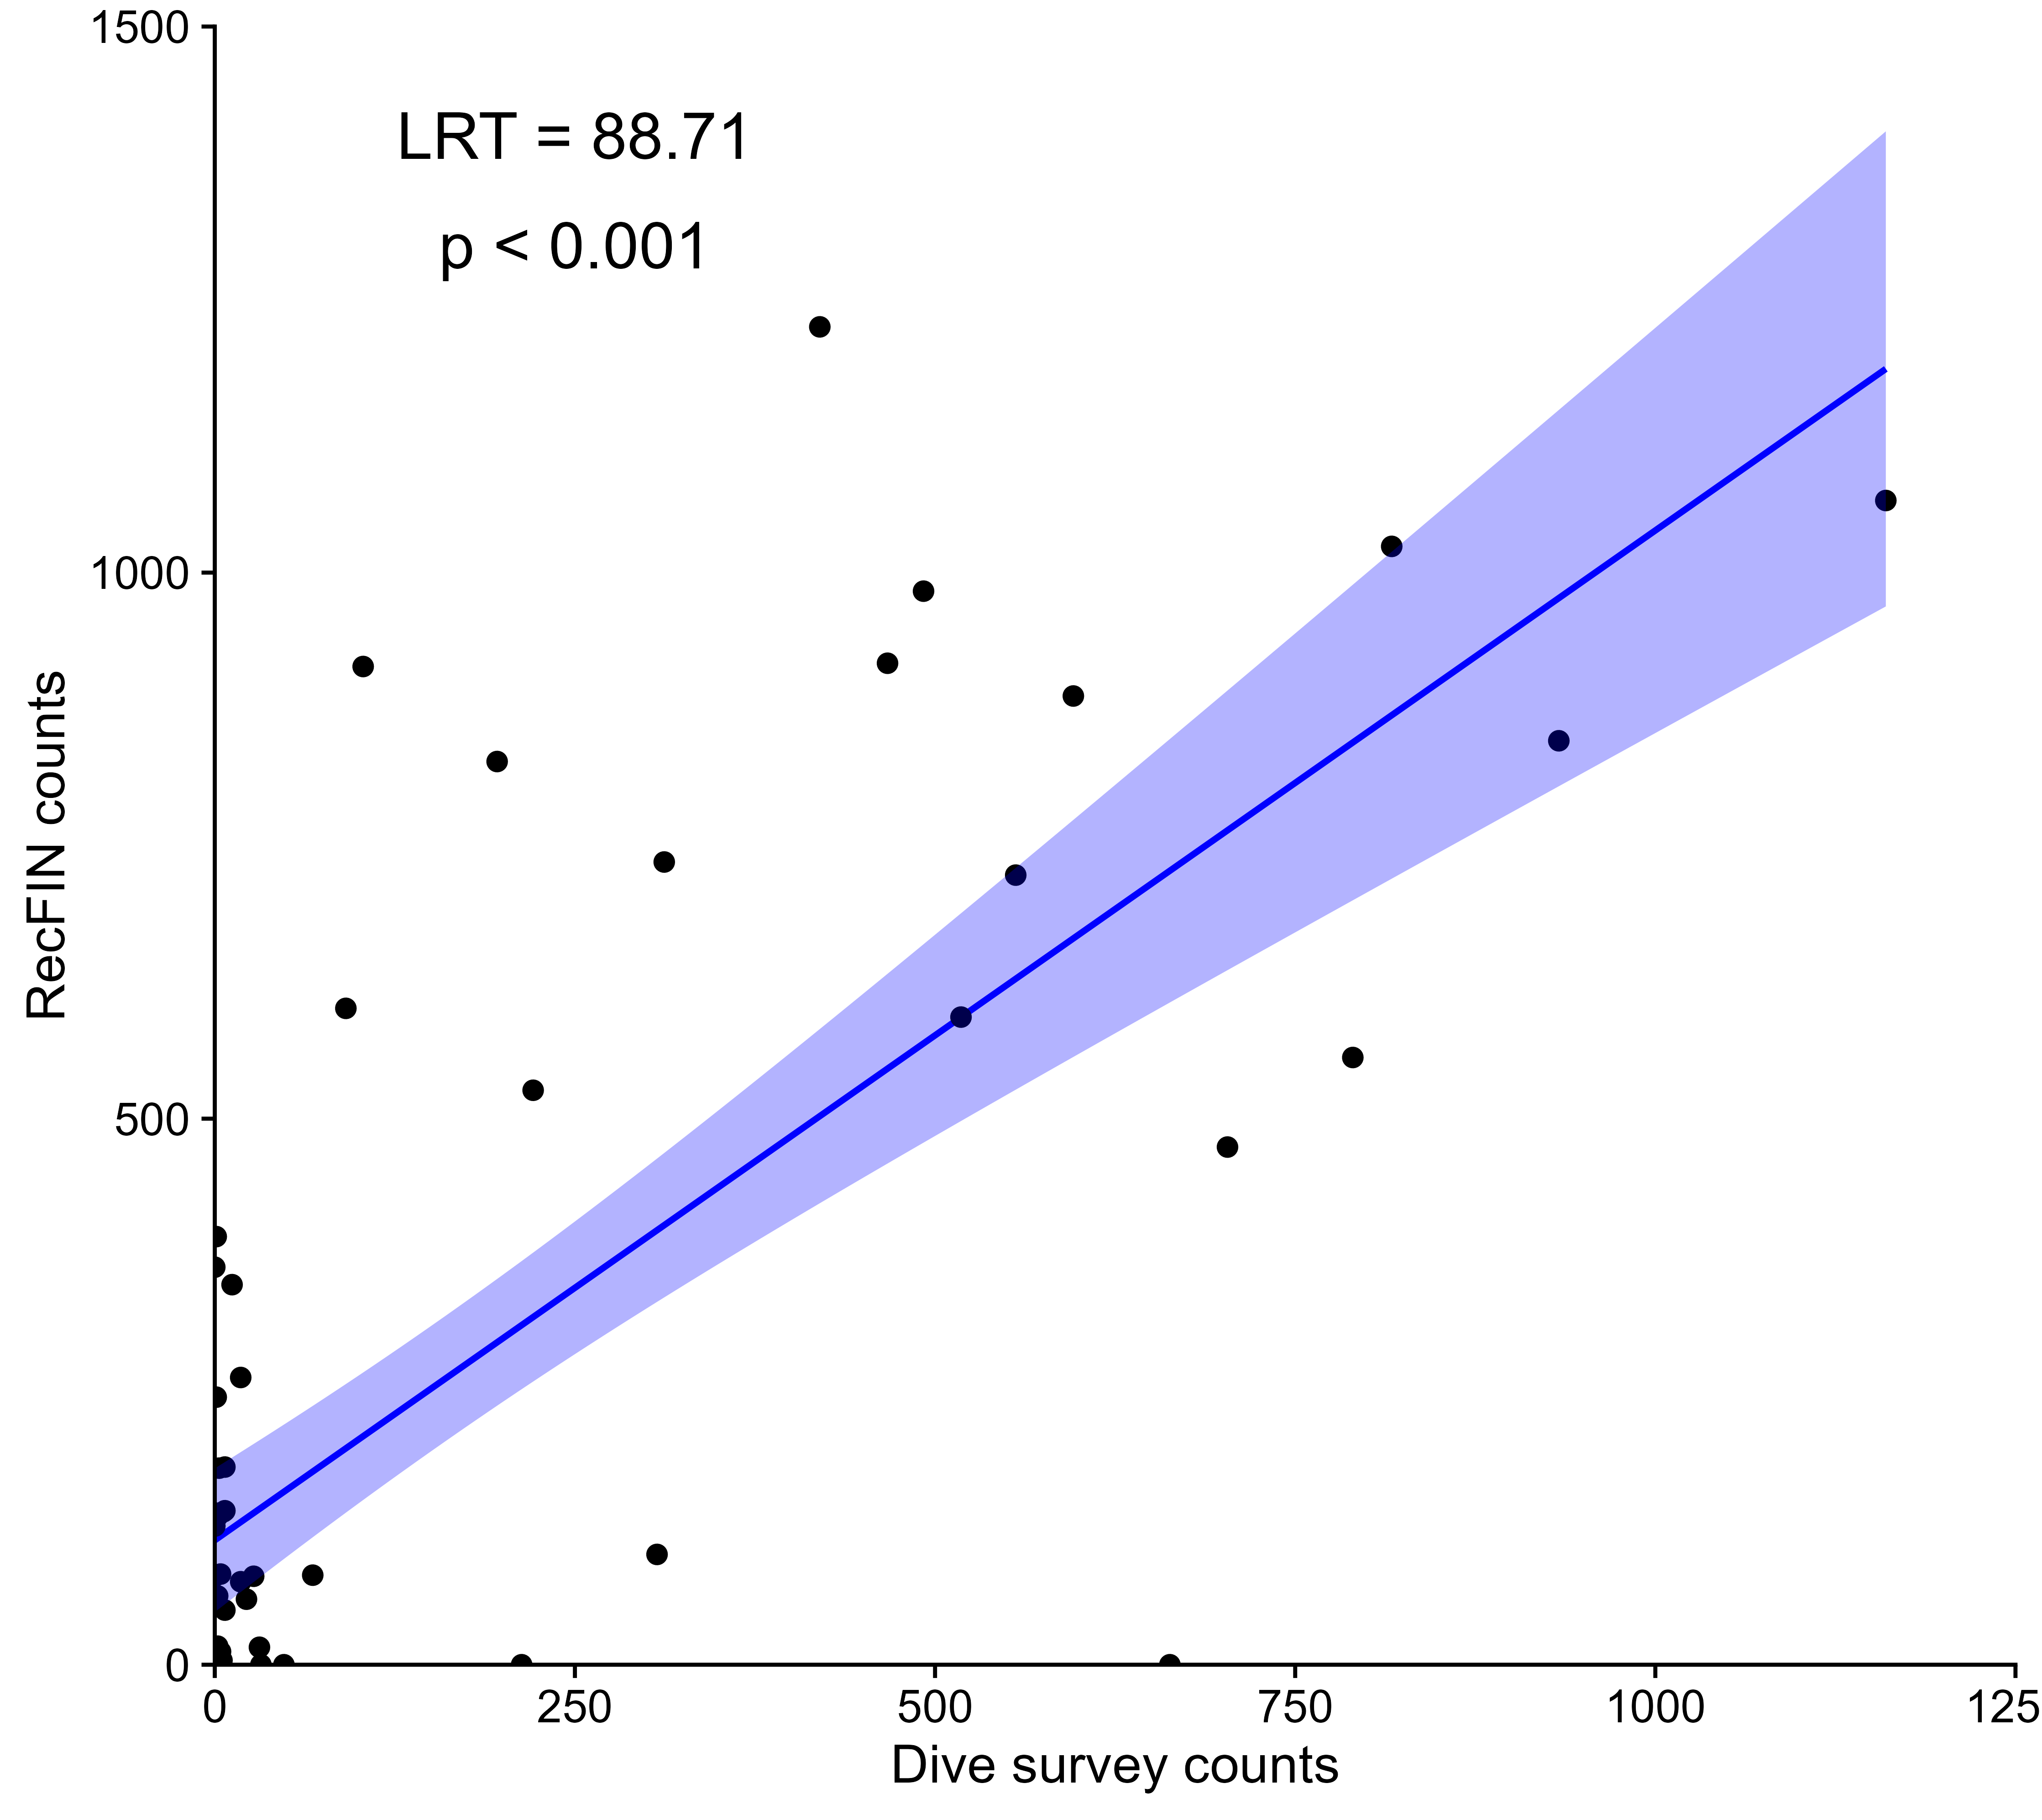 1500
LRT = 88.71
p < 0.001
1000
RecFIN counts
500
0
0 250 500 750 1000 125
Dive survey counts